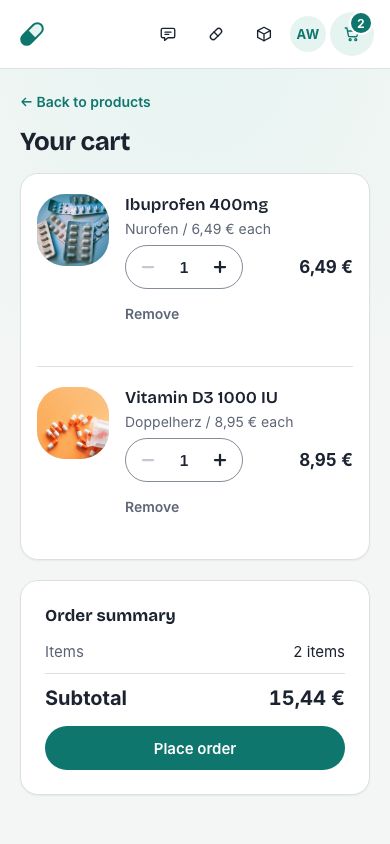 AW
2
← Back to products
Your cart
Ibuprofen 400mg
Nurofen / 6,49 € each
− 1 +
6,49 €
Remove
Vitamin D3 1000 IU
Doppelherz / 8,95 € each
− 1 +
8,95 €
Remove
Order summary
Items 2 items
Subtotal 15,44 €
Place order